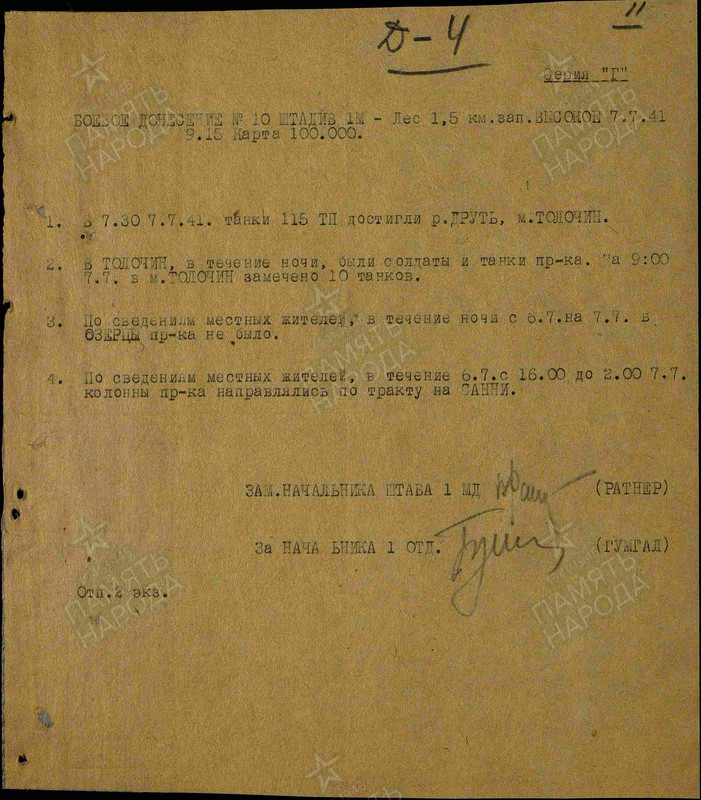 Д-4
11
Серия "Г"
БОЕВОЕ ДОНЕСЕНИЕ № 10 ШТАДИВ 1М - Лес 1,5 км.зап.ВЫСОКОЕ 7.7.41
9.15 Карта 100.000.
1. В 7.30 7.7.41. танки 115 ТП достигли р.ДРУТЬ, м.ТОЛОЧИН.
2. В ТОЛОЧИН, в течение ночи, были солдаты и танки пр-ка. На 9:00
7.7. в м.ТОЛОЧИН замечено 10 танков.
3. По сведениям местных жителей, в течение ночи с 6.7.на 7.7. в
ОЗЕРЦЫ пр-ка не было.
4. По сведениям местных жителей, в течение 6.7.с 16.00 до 2.00 7.7.
колонны пр-ка направлялись по тракту на САННИ.
ЗАМ.НАЧАЛЬНИКА ШТАБА 1 МД (РАТНЕР)
За НАЧА ЬНИКА 1 ОТД. (ГУМГАЛ)
Отп.2 экз.
ПАМЯТЬ НАРОДА